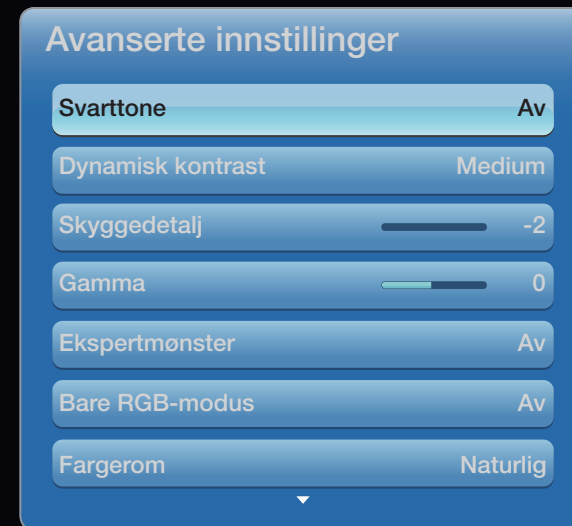 Avanserte innstillinger
Svarttone Av
Dynamisk kontrast Medium
Skyggedetalj -2
Gamma 0
Ekspertmønster Av
Bare RGB-modus Av
Fargerom Naturlig